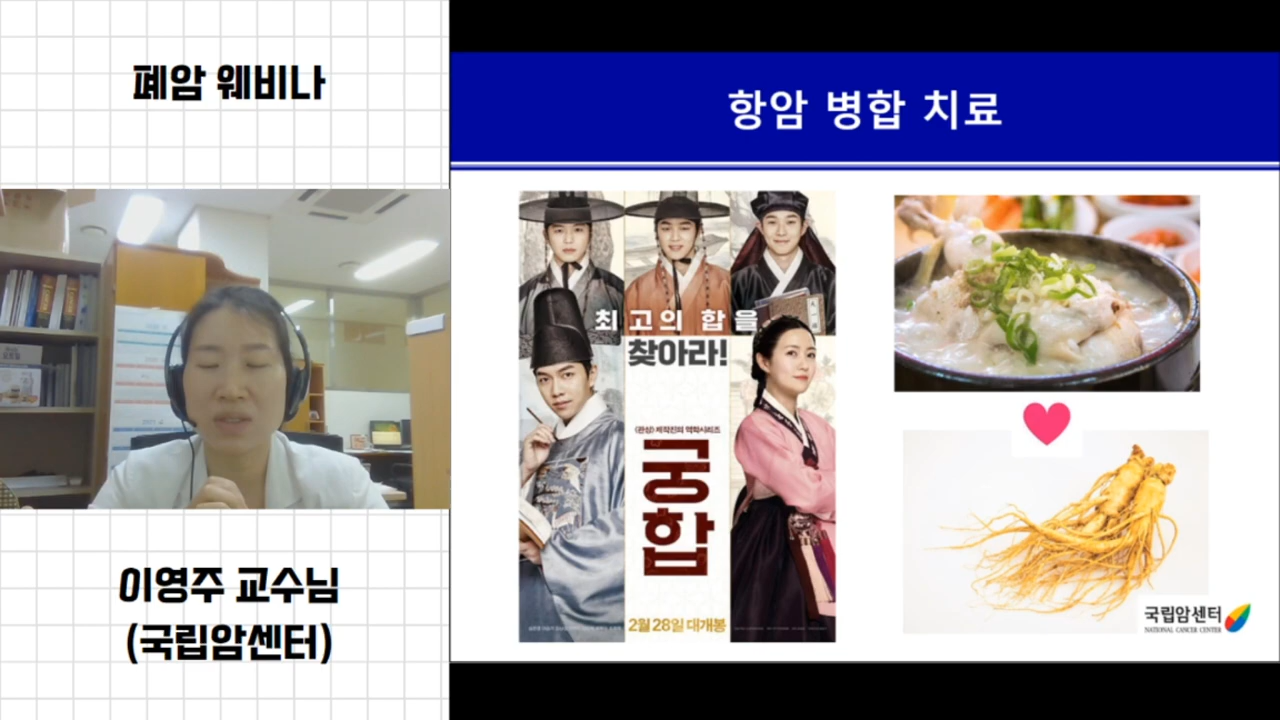 폐암 웨비나
이영주 교수님
(국립암센터)
항암 병합 치료
최고의 합을
찾아라!
<관상> 제작진의 역학시리즈
궁합
2월 28일 대개봉
국립암센터
NATIONAL CANCER CENTER